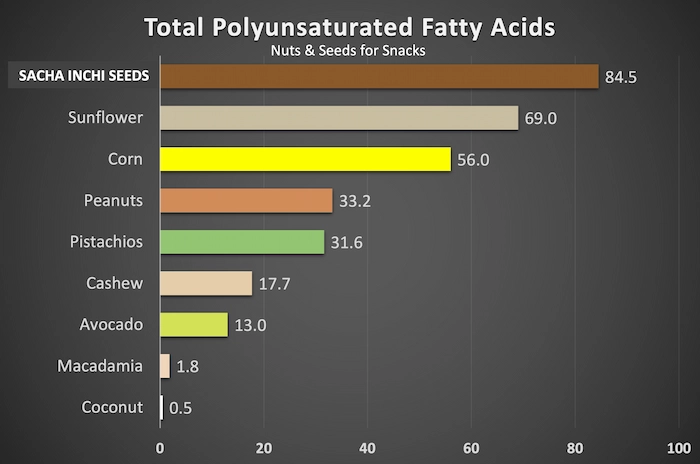 Total Polyunsaturated Fatty Acids
Nuts & Seeds for Snacks
SACHA INCHI SEEDS 84.5
Sunflower 69.0
Corn 56.0
Peanuts 33.2
Pistachios 31.6
Cashew 17.7
Avocado 13.0
Macadamia 1.8
Coconut 0.5
0 20 40 60 80 100